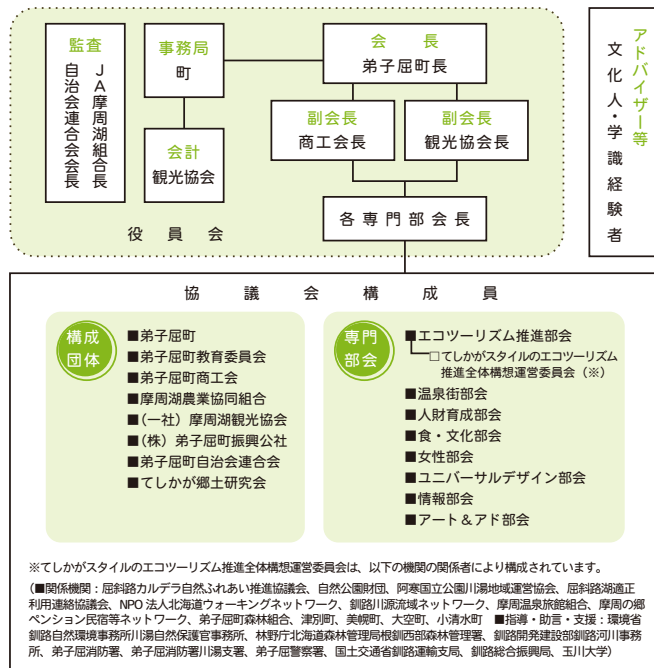 監査
JA摩周湖組合長
自治会連合会会長
事務局
町
会計
観光協会
会長
弟子屈町長
副会長
商工会長
副会長
観光協会長
各専門部会長
役員会
アドバイザー等
文化人・学識経験者
協議会構成員
構成
団体
■弟子屈町
■弟子屈町教育委員会
■弟子屈町商工会
■摩周湖農業協同組合
■(一社)摩周湖観光協会
■(株)弟子屈町振興公社
■弟子屈町自治会連合会
■てしかが郷土研究会
専門
部会
■エコツーリズム推進部会
□てしかがスタイルのエコツーリズム
推進全体構想運営委員会(※)
■温泉街部会
■人財育成部会
■食・文化部会
■女性部会
■ユニバーサルデザイン部会
■情報部会
■アート&アド部会
※てしかがスタイルのエコツーリズム推進全体構想運営委員会は、以下の機関の関係者により構成されています。
(■関係機関:屈斜路カルデラ自然ふれあい推進協議会、自然公園財団、阿寒国立公園川湯地域運営協会、屈斜路湖適正
利用連絡協議会、NPO法人北海道ウォーキングネットワーク、釧路川源流域ネットワーク、摩周温泉旅館組合、摩周の郷
ペンション民宿等ネットワーク、弟子屈町森林組合、津別町、美幌町、大空町、小清水町 ■指導・助言・支援:環境省
釧路自然環境事務所川湯自然保護官事務所、林野庁北海道森林管理局根釧西部森林管理署、釧路開発建設部釧路河川事務
所、弟子屈消防署、弟子屈消防署川湯支署、弟子屈警察署、国土交通省釧路運輸支局、釧路総合振興局、玉川大学)